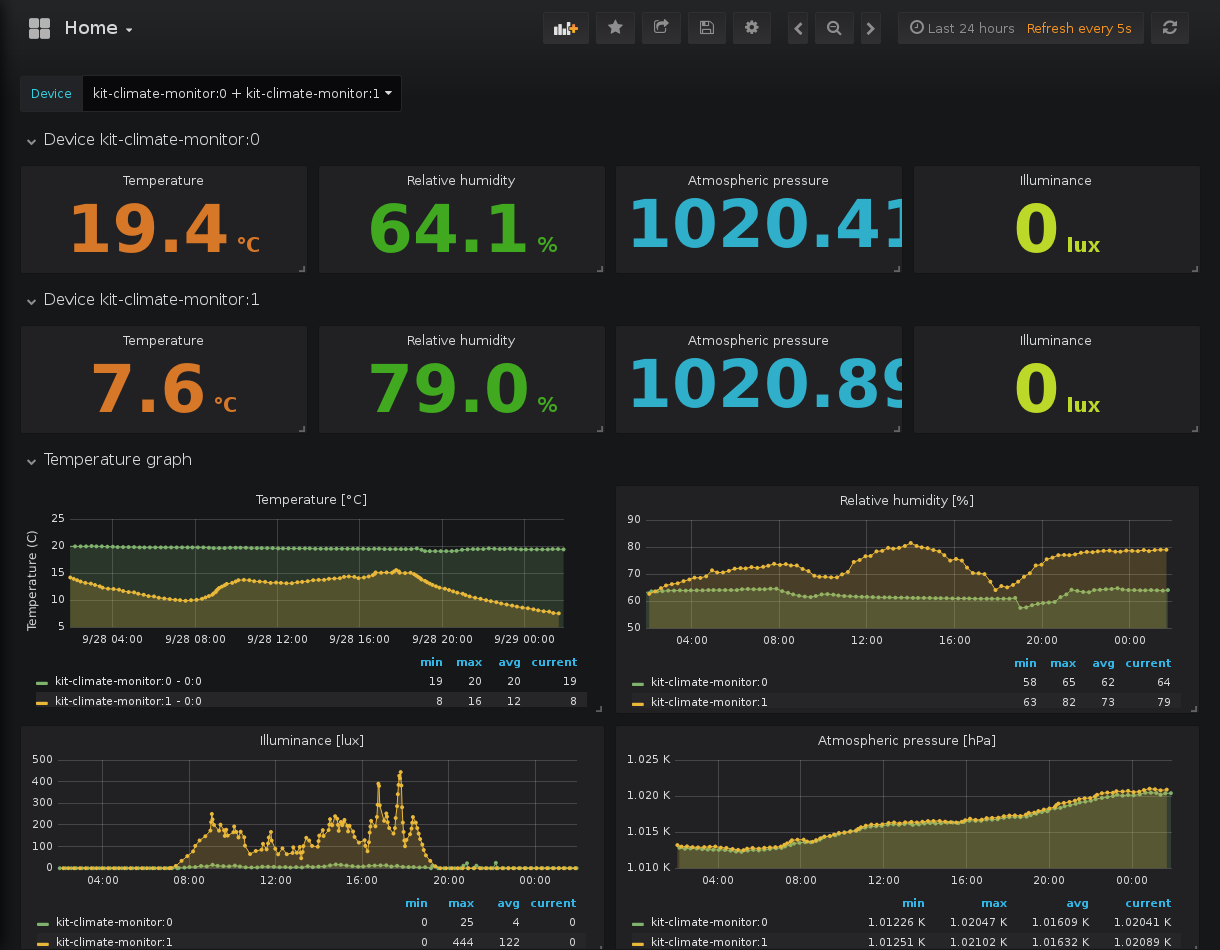 Home
Last 24 hours Refresh every 5s
Device kit-climate-monitor:0 + kit-climate-monitor:1
Device kit-climate-monitor:0
Temperature Relative humidity Atmospheric pressure Illuminance
19.4 °C 64.1 % 1020.41 0 lux
Device kit-climate-monitor:1
Temperature Relative humidity Atmospheric pressure Illuminance
7.6 °C 79.0 % 1020.89 0 lux
Temperature graph
Temperature [°C]
Temperature (C)
25
20
15
10
5
9/28 04:00 9/28 08:00 9/28 12:00 9/28 16:00 9/28 20:00 9/29 00:00
min max avg current
kit-climate-monitor:0 - 0:0 19 20 20 19
kit-climate-monitor:1 - 0:0 8 16 12 8
Relative humidity [%]
90
80
70
60
50
04:00 08:00 12:00 16:00 20:00 00:00
min max avg current
kit-climate-monitor:0 58 65 62 64
kit-climate-monitor:1 63 82 73 79
Illuminance [lux]
500
400
300
200
100
0
04:00 08:00 12:00 16:00 20:00 00:00
min max avg current
kit-climate-monitor:0 0 25 4 0
kit-climate-monitor:1 0 444 122 0
Atmospheric pressure [hPa]
1.025 K
1.020 K
1.015 K
1.010 K
04:00 08:00 12:00 16:00 20:00 00:00
min max avg current
kit-climate-monitor:0 1.01226 K 1.02047 K 1.01609 K 1.02041 K
kit-climate-monitor:1 1.01251 K 1.02102 K 1.01632 K 1.02089 K